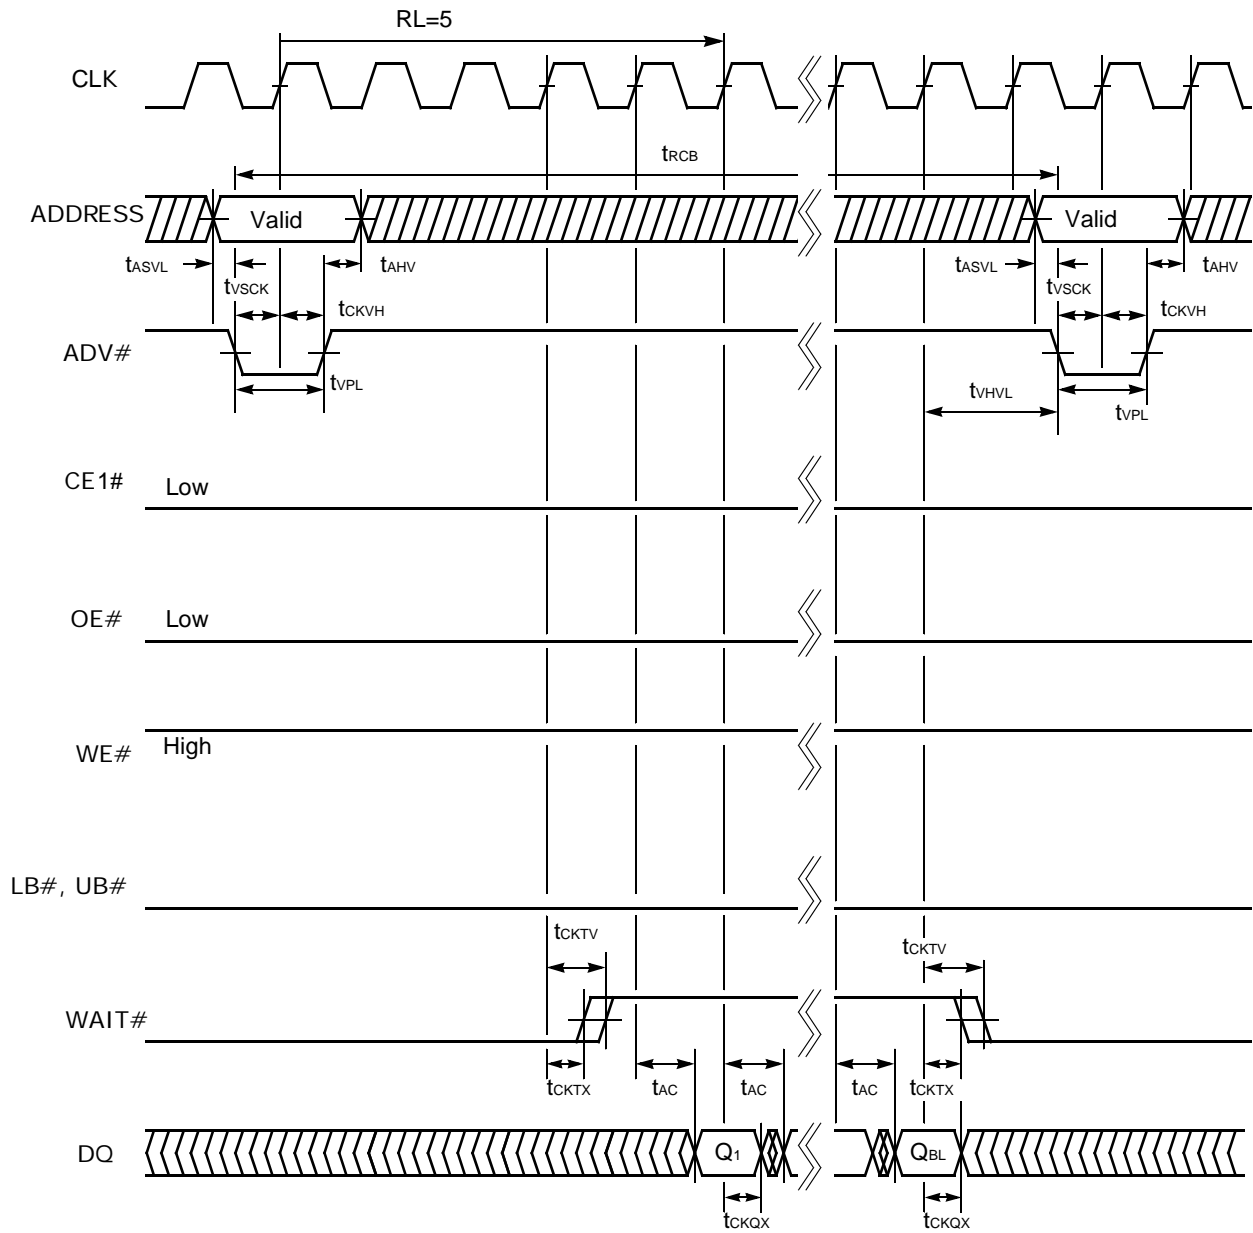 RL=5
CLK
tRCB
ADDRESS
Valid
Valid
tASVL
tAHV
tASVL
tAHV
tVSCK
tVSCK
tCKVH
tCKVH
ADV#
tVPL
tVHVL
tVPL
CE1#
Low
OE#
Low
WE#
High
LB#, UB#
tCKTV
tCKTV
WAIT#
tCKTX
tAC
tAC
tAC
tCKTX
DQ
Q1
QBL
tCKQX
tCKQX